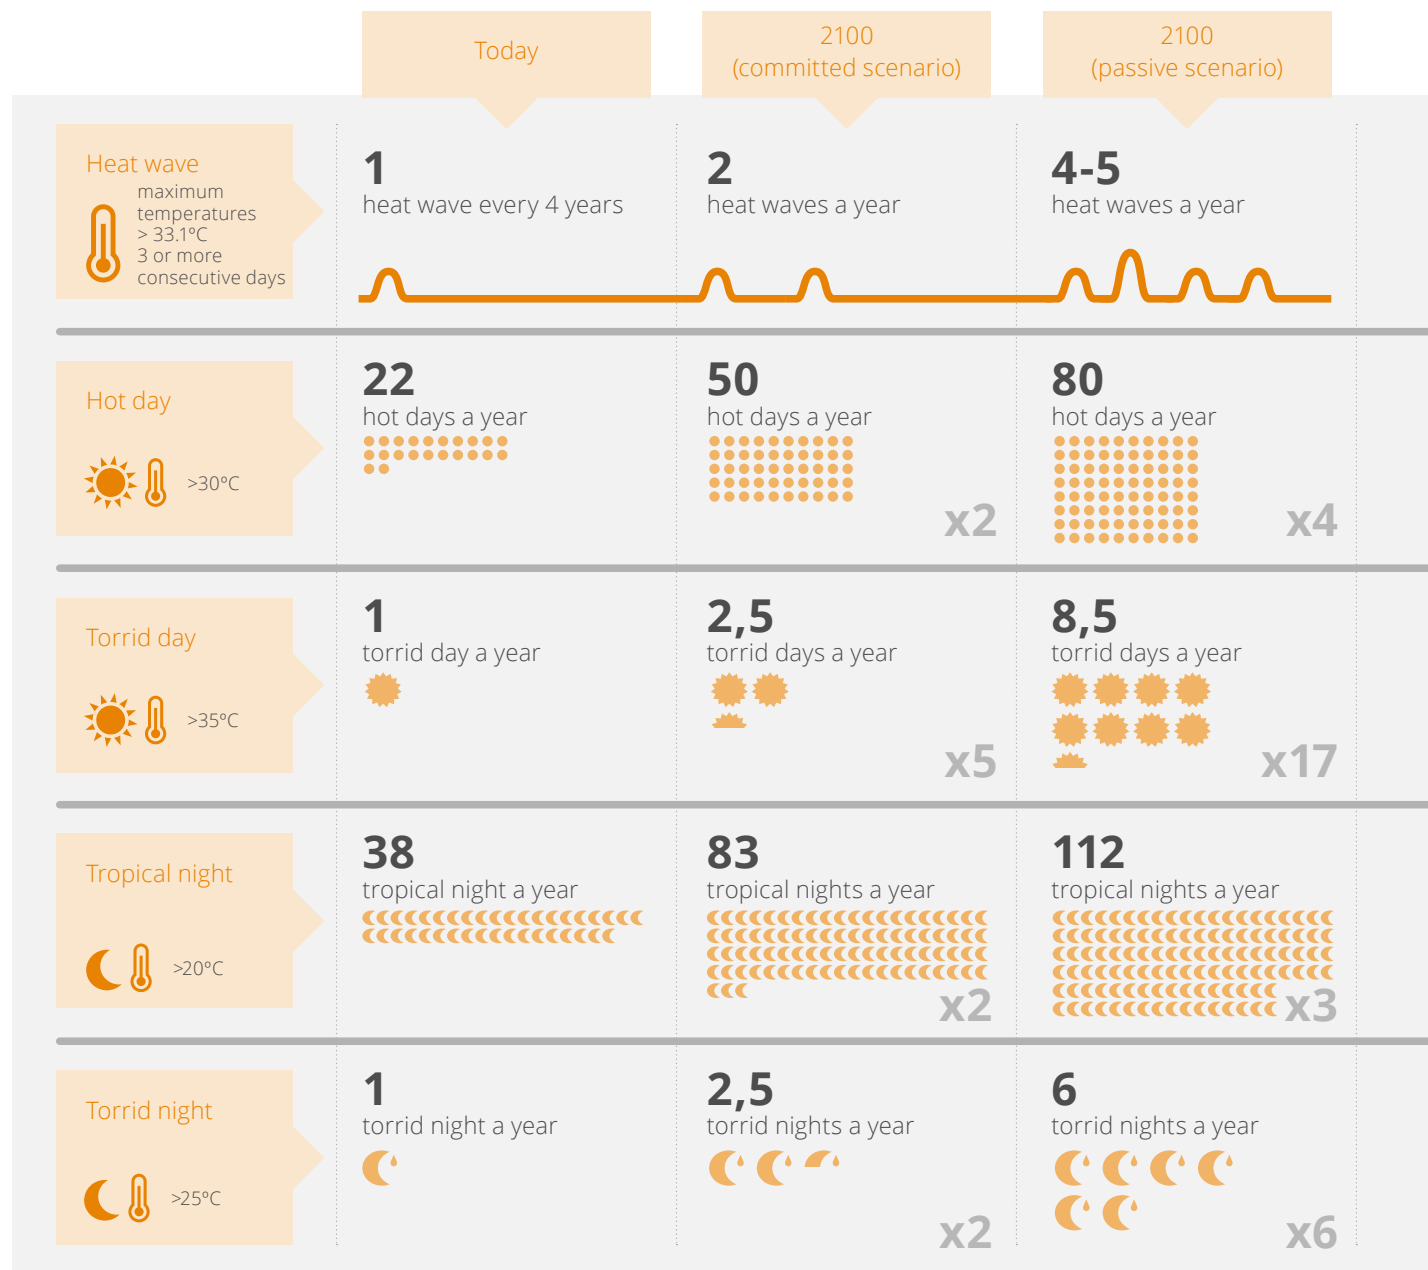 Today
2100
(committed scenario)
2100
(passive scenario)
Heat wave
maximum
temperatures
> 33.1ºC
3 or more
consecutive days
1
heat wave every 4 years
2
heat waves a year
4-5
heat waves a year
Hot day
>30ºC
22
hot days a year
50
hot days a year
x2
80
hot days a year
x4
Torrid day
>35ºC
1
torrid day a year
2,5
torrid days a year
x5
8,5
torrid days a year
x17
Tropical night
>20ºC
38
tropical night a year
83
tropical nights a year
x2
112
tropical nights a year
x3
Torrid night
>25ºC
1
torrid night a year
2,5
torrid nights a year
x2
6
torrid nights a year
x6